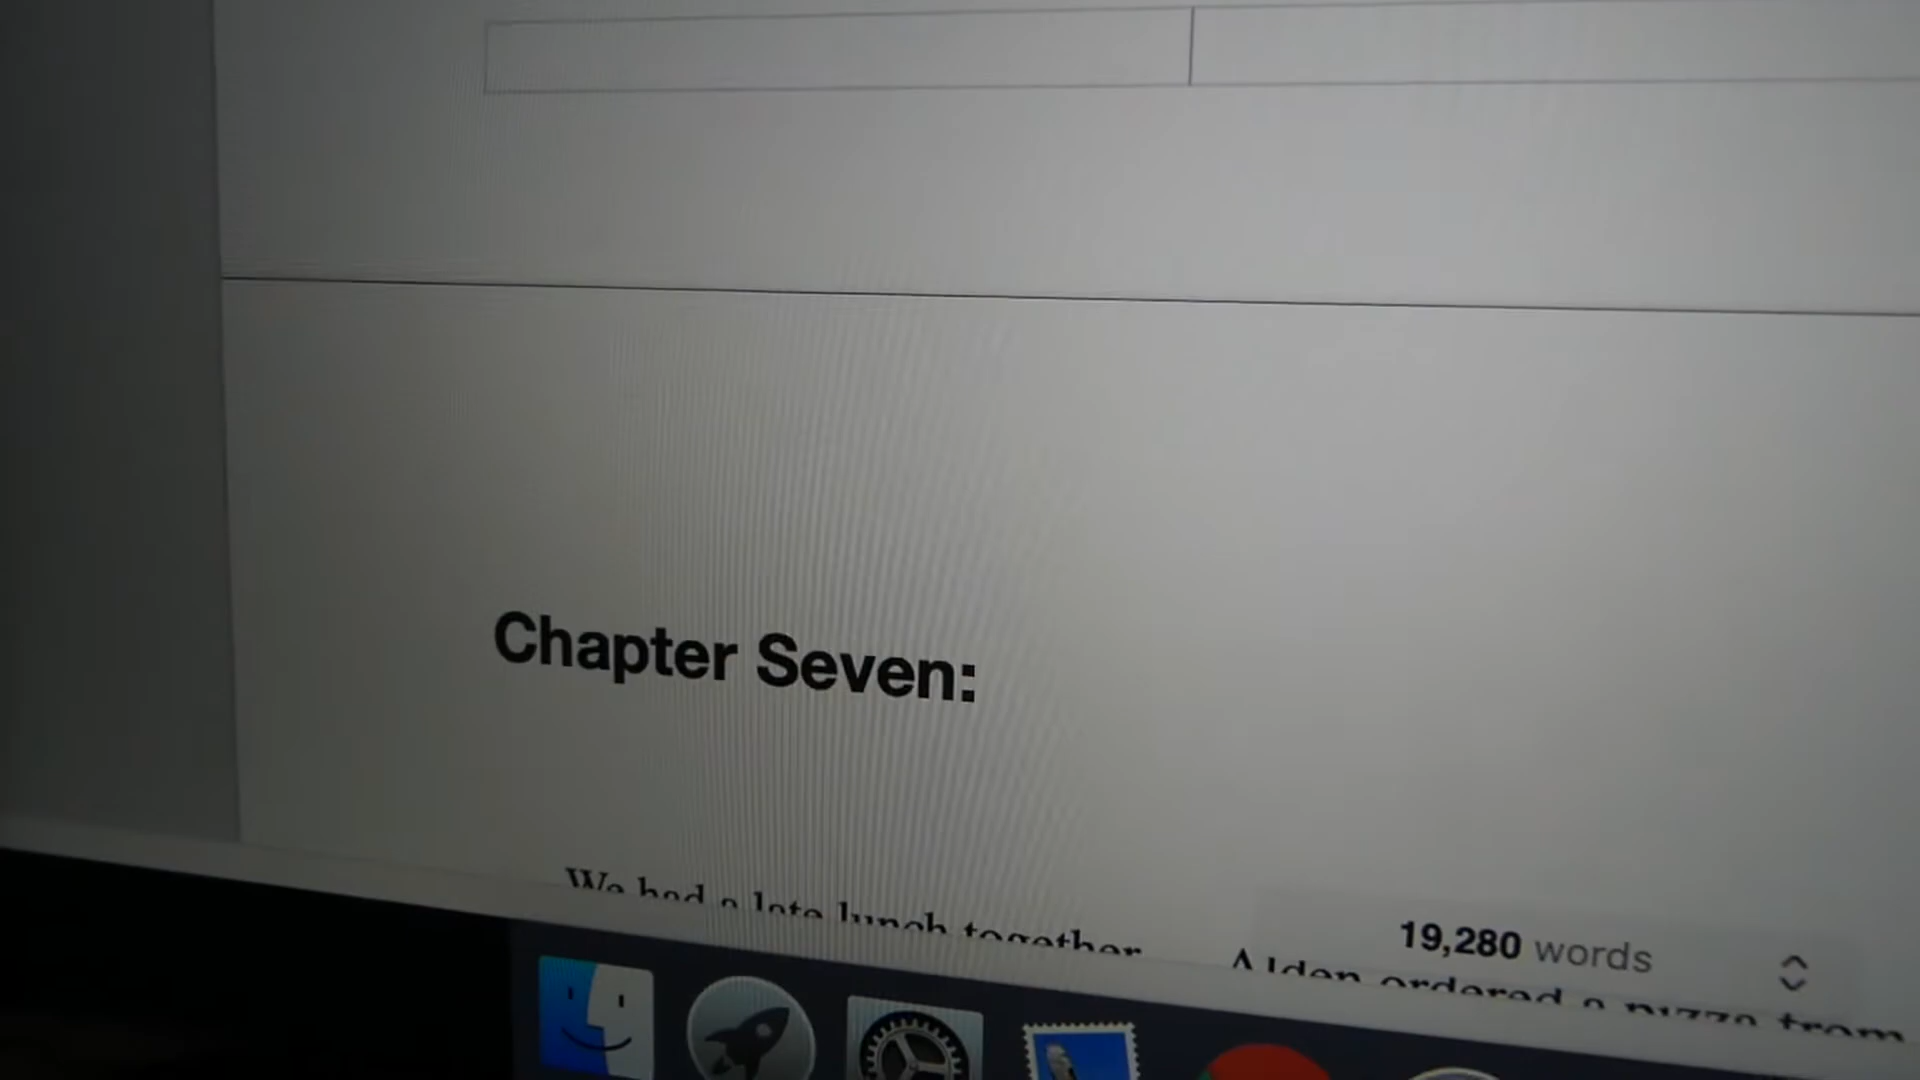 Chapter Seven:
We had a late lunch together. Alden ordered a pizza from
19,280 words